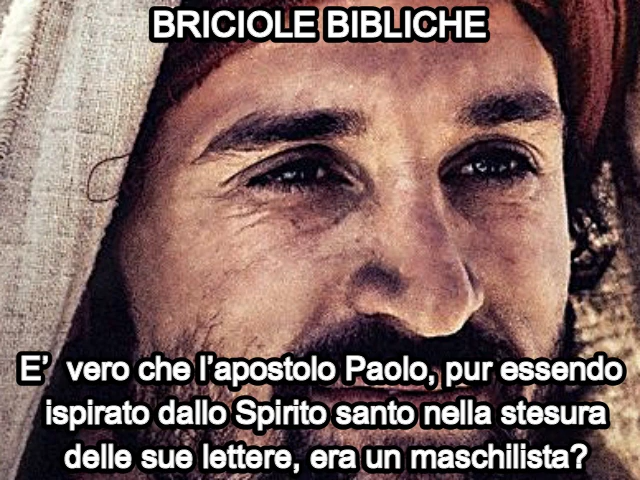 BRICIOLE BIBLICHE
E’ vero che l’apostolo Paolo, pur essendo
ispirato dallo Spirito santo nella stesura
delle sue lettere, era un maschilista?